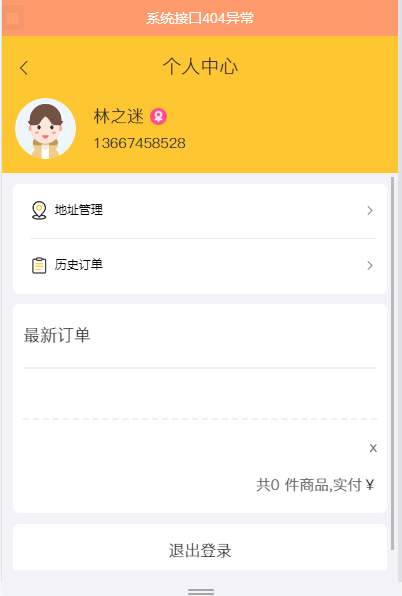 系统接口404异常
个人中心
林之迷
13667458528
地址管理
历史订单
最新订单
x
共0 件商品,实付￥
退出登录